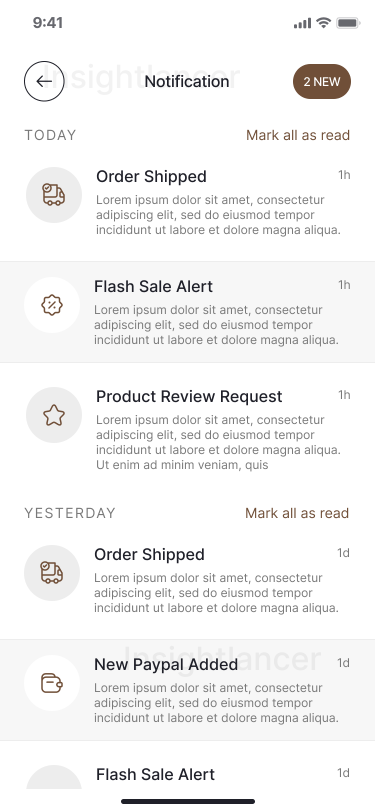 9:41
Insightlancer
Notification
2 NEW
TODAY
Mark all as read
Order Shipped
1h
Lorem ipsum dolor sit amet, consectetur
adipiscing elit, sed do eiusmod tempor
incididunt ut labore et dolore magna aliqua.
Flash Sale Alert
1h
Lorem ipsum dolor sit amet, consectetur
adipiscing elit, sed do eiusmod tempor
incididunt ut labore et dolore magna aliqua.
Product Review Request
1h
Lorem ipsum dolor sit amet, consectetur
adipiscing elit, sed do eiusmod tempor
incididunt ut labore et dolore magna aliqua.
Ut enim ad minim veniam, quis
YESTERDAY
Mark all as read
Order Shipped
1d
Lorem ipsum dolor sit amet, consectetur
adipiscing elit, sed do eiusmod tempor
incididunt ut labore et dolore magna aliqua.
Insightlancer
New Paypal Added
1d
Lorem ipsum dolor sit amet, consectetur
adipiscing elit, sed do eiusmod tempor
incididunt ut labore et dolore magna aliqua.
Flash Sale Alert
1d